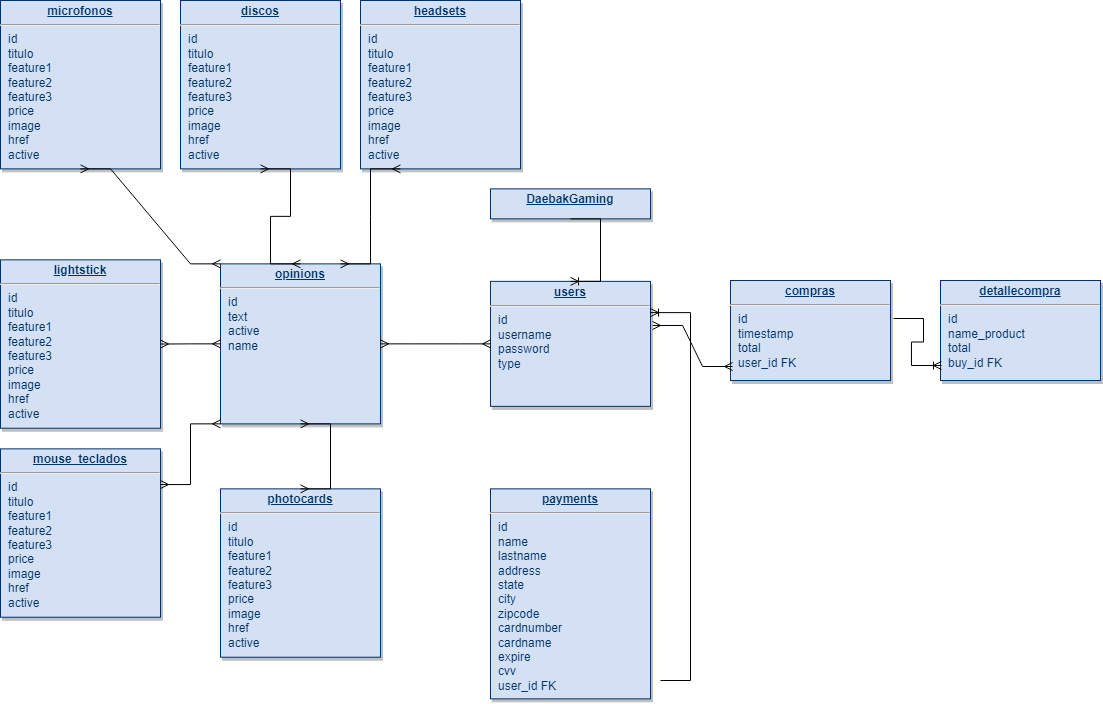 microfonos
id
titulo
feature1
feature2
feature3
price
image
href
active
discos
id
titulo
feature1
feature2
feature3
price
image
href
active
headsets
id
titulo
feature1
feature2
feature3
price
image
href
active
DaebakGaming
lightstick
id
titulo
feature1
feature2
feature3
price
image
href
active
opinions
id
text
active
name
users
id
username
password
type
compras
id
timestamp
total
user_id FK
detallecompra
id
name_product
total
buy_id FK
mouse_teclados
id
titulo
feature1
feature2
feature3
price
image
href
active
photocards
id
titulo
feature1
feature2
feature3
price
image
href
active
payments
id
name
lastname
address
state
city
zipcode
cardnumber
cardname
expire
cvv
user_id FK